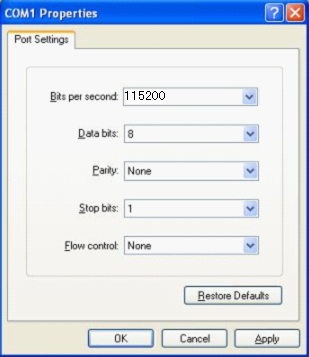 COM1 Properties
Port Settings
Bits per second: 115200
Data bits: 8
Parity: None
Stop bits: 1
Flow control: None
Restore Defaults
OK Cancel Apply